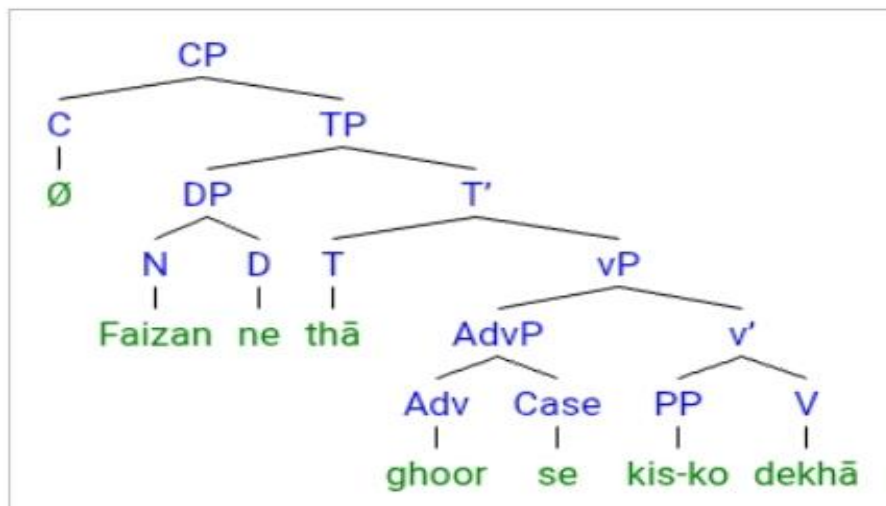 CP
C TP
Ø DP T’
N D T vP
Faizan ne thā AdvP v’
Adv Case PP V
ghoor se kis-ko dekhā